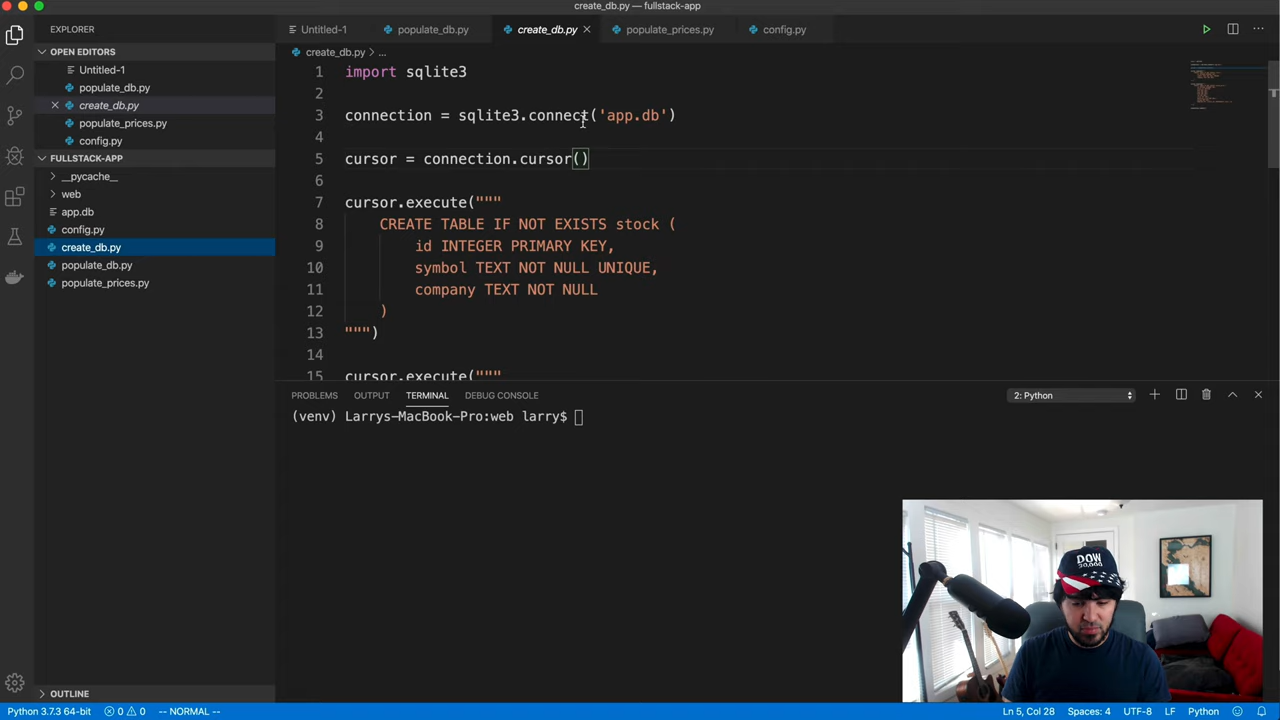 create_db.py — fullstack-app
EXPLORER
Untitled-1
populate_db.py
create_db.py
populate_prices.py
config.py
OPEN EDITORS
Untitled-1
populate_db.py
create_db.py
populate_prices.py
config.py
FULLSTACK-APP
__pycache__
web
app.db
config.py
create_db.py
populate_db.py
populate_prices.py
OUTLINE
create_db.py > ...
1 import sqlite3
2
3 connection = sqlite3.connect('app.db')
4
5 cursor = connection.cursor()
6
7 cursor.execute("""
8 CREATE TABLE IF NOT EXISTS stock (
9 id INTEGER PRIMARY KEY,
10 symbol TEXT NOT NULL UNIQUE,
11 company TEXT NOT NULL
12 )
13 """)
14
15 cursor.execute("""
PROBLEMS OUTPUT TERMINAL DEBUG CONSOLE
2: Python
(venv) Larrys-MacBook-Pro:web larry$
DOW
20,000
Python 3.7.3 64-bit 0 0 -- NORMAL -- Ln 5, Col 28 Spaces: 4 UTF-8 LF Python